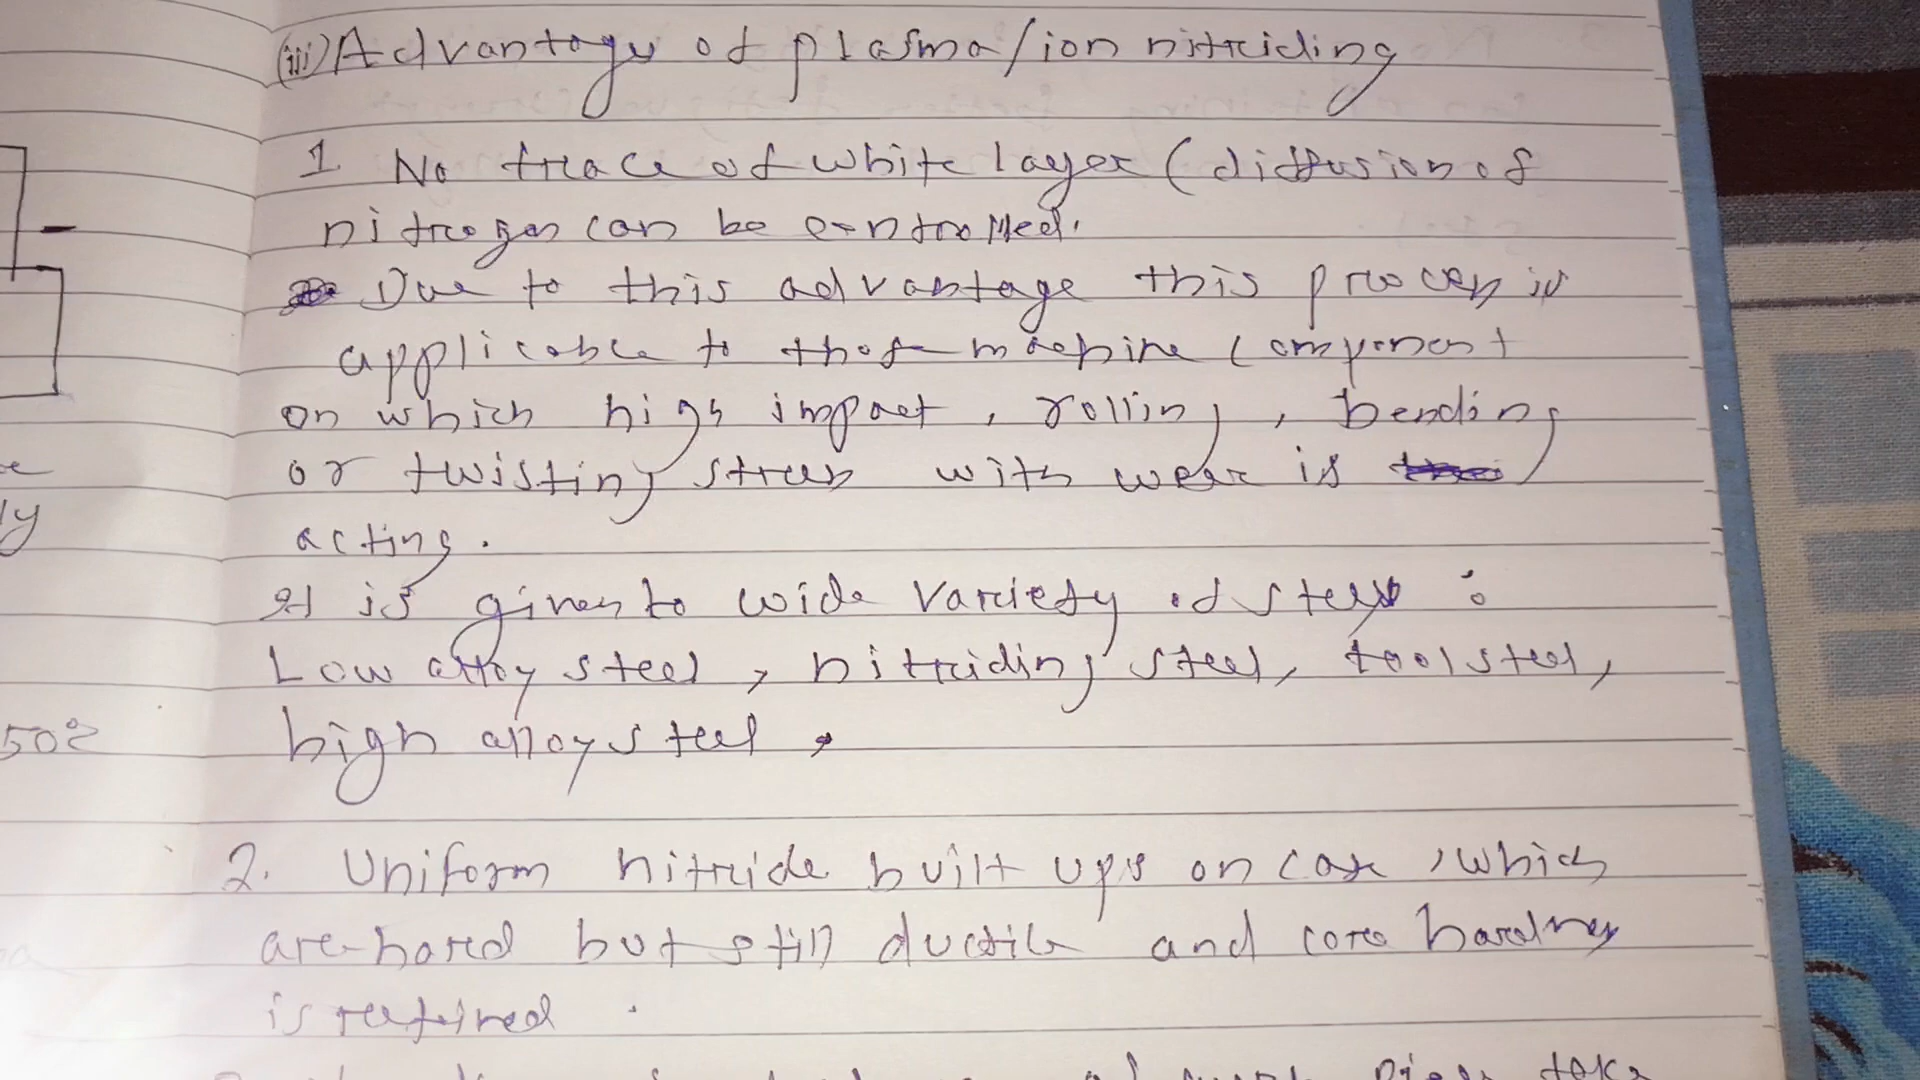 (iii) Advantage of plasma/ion nitriding
1. No trace of white layer (diffusion of
nitrogen can be controlled.
Due to this advantage this process is
applicable to those machine component
on which high impact, rolling, bending
or twisting stress with wear is
acting.
It is given to wide variety of steel :
Low alloy steel, nitriding steel, tool steel,
high alloy steel,
502
2. Uniform nitride built ups on case, which
are hard but still ductile and core hardness
is retained.